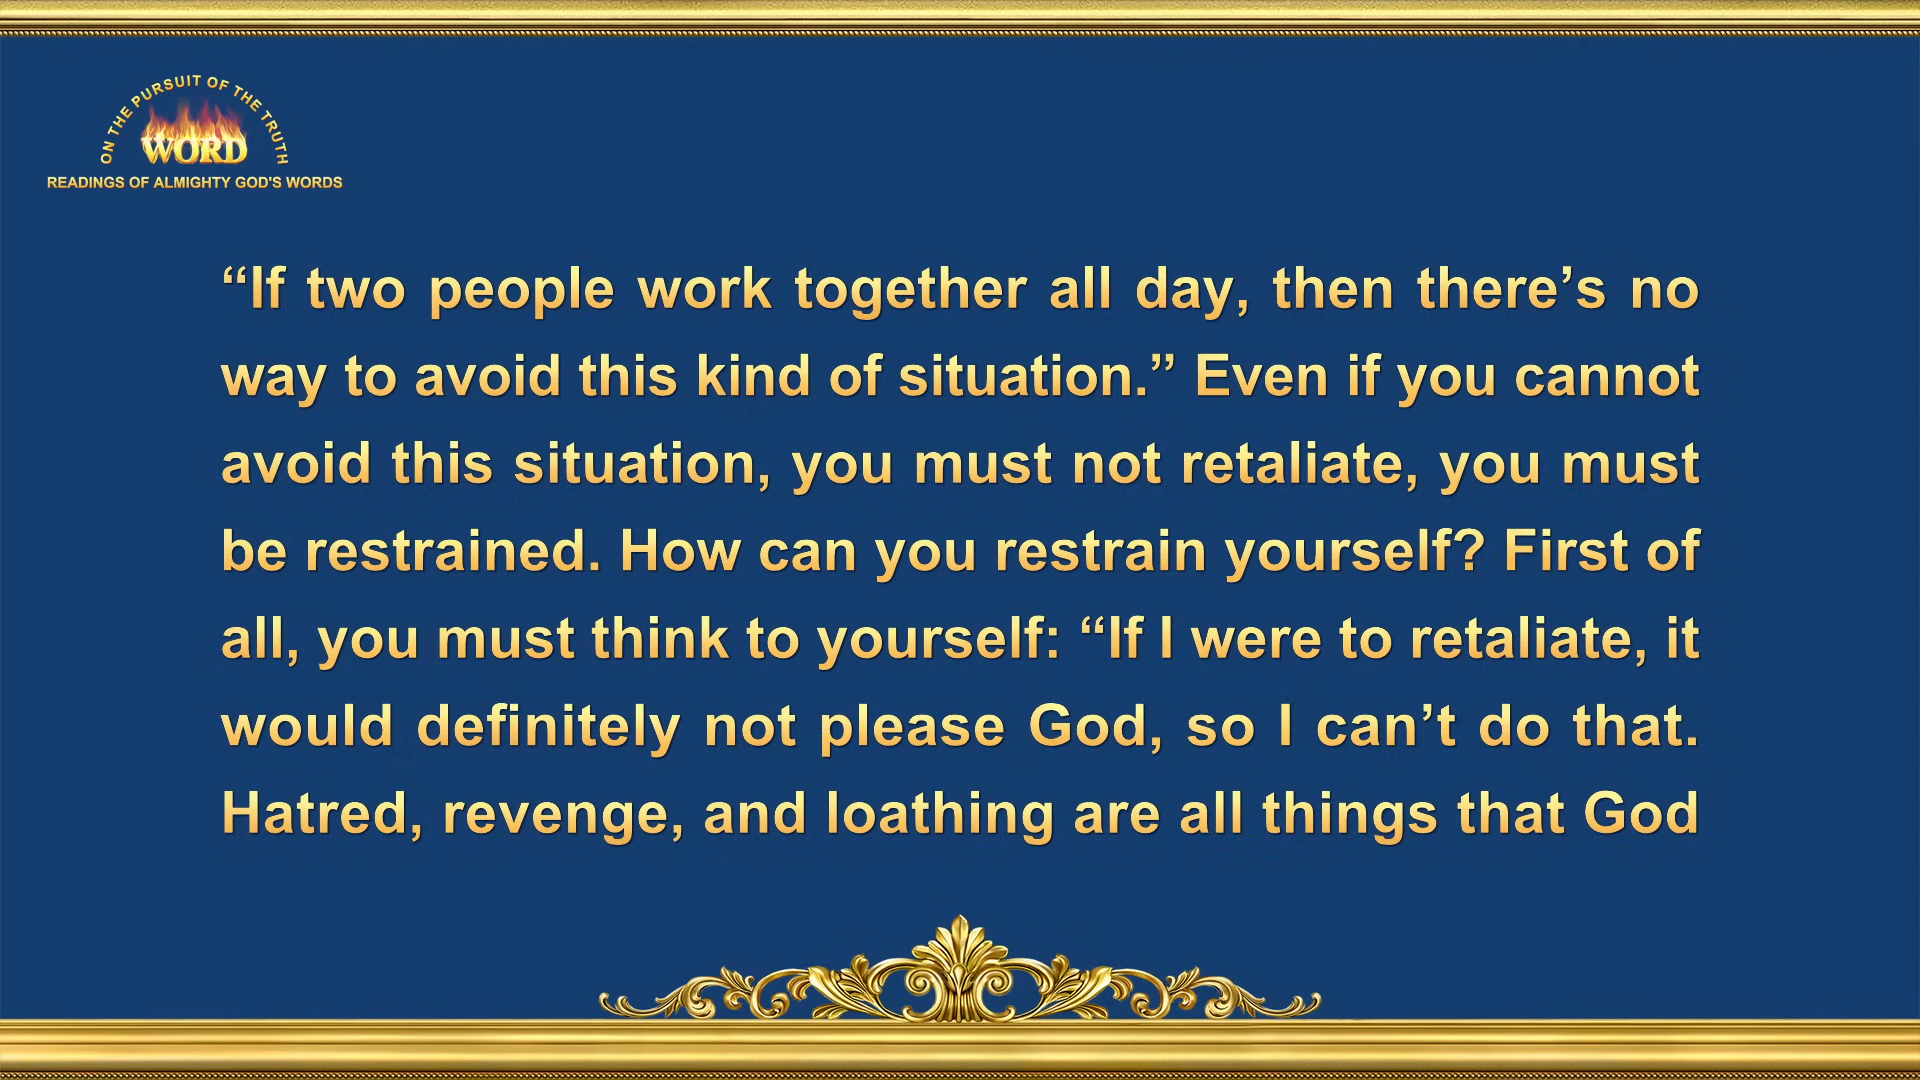 ON THE PURSUIT OF THE TRUTH
WORD
READINGS OF ALMIGHTY GOD'S WORDS
“If two people work together all day, then there’s no
way to avoid this kind of situation.” Even if you cannot
avoid this situation, you must not retaliate, you must
be restrained. How can you restrain yourself? First of
all, you must think to yourself: “If I were to retaliate, it
would definitely not please God, so I can’t do that.
Hatred, revenge, and loathing are all things that God